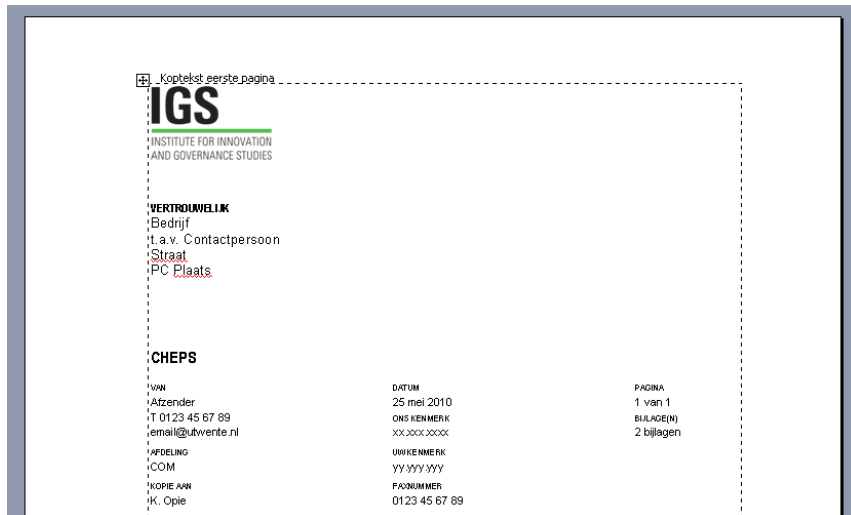 Koptekst eerste pagina
IGS
INSTITUTE FOR INNOVATION
AND GOVERNANCE STUDIES
VERTROUWELIJK
Bedrijf
t.a.v. Contactpersoon
Straat
PC Plaats
CHEPS
VAN DATUM PAGINA
Afzender 25 mei 2010 1 van 1
T 0123 45 67 89 ONS KENMERK BIJLAGE(N)
email@utwente.nl xx.xxx.xxxx 2 bijlagen
AFDELING UW KENMERK
COM yy.yyy.yyy
KOPIE AAN FAXNUMMER
K. Opie 0123 45 67 89